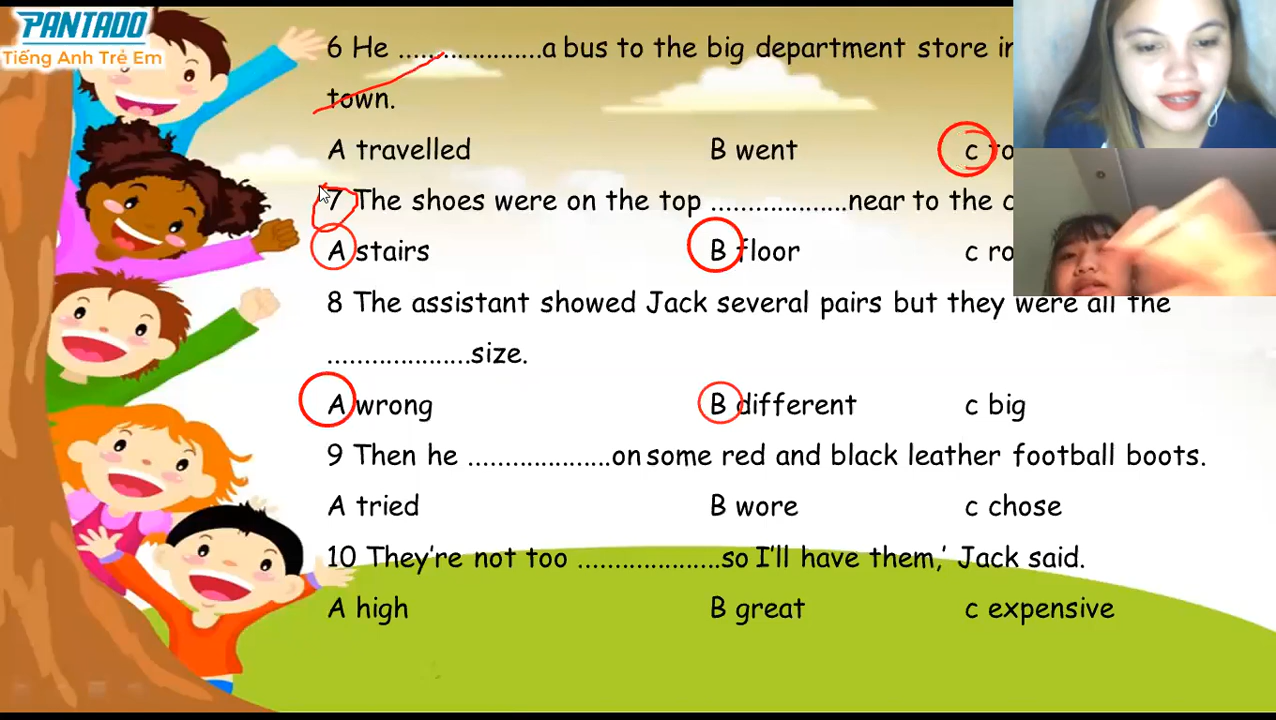 PANTADO
Tiếng Anh Trẻ Em
6 He ...................a bus to the big department store in
town.
A travelled B went c to
7 The shoes were on the top ..................near to the c
A stairs B floor c ro
8 The assistant showed Jack several pairs but they were all the
...................size.
A wrong B different c big
9 Then he ...................on some red and black leather football boots.
A tried B wore c chose
10 They're not too ...................so I'll have them,' Jack said.
A high B great c expensive